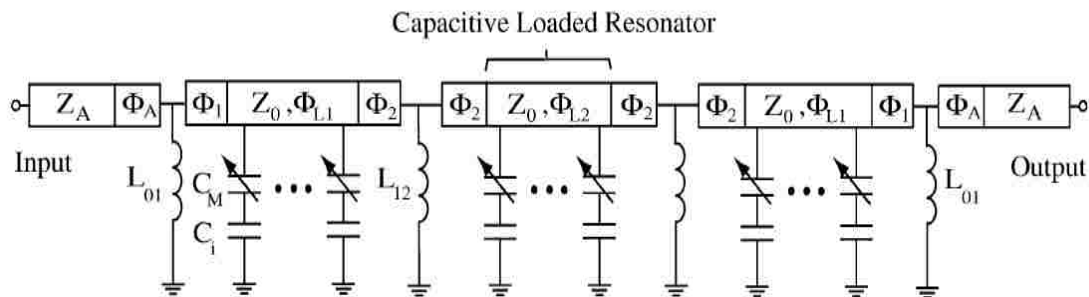 Capacitive Loaded Resonator
Z_A Φ_A Φ_1 Z_0,Φ_L1 Φ_2 Φ_2 Z_0,Φ_L2 Φ_2 Φ_2 Z_0,Φ_L1 Φ_1 Φ_A Z_A
Input L_01 C_M L_12 L_01 Output
C_i